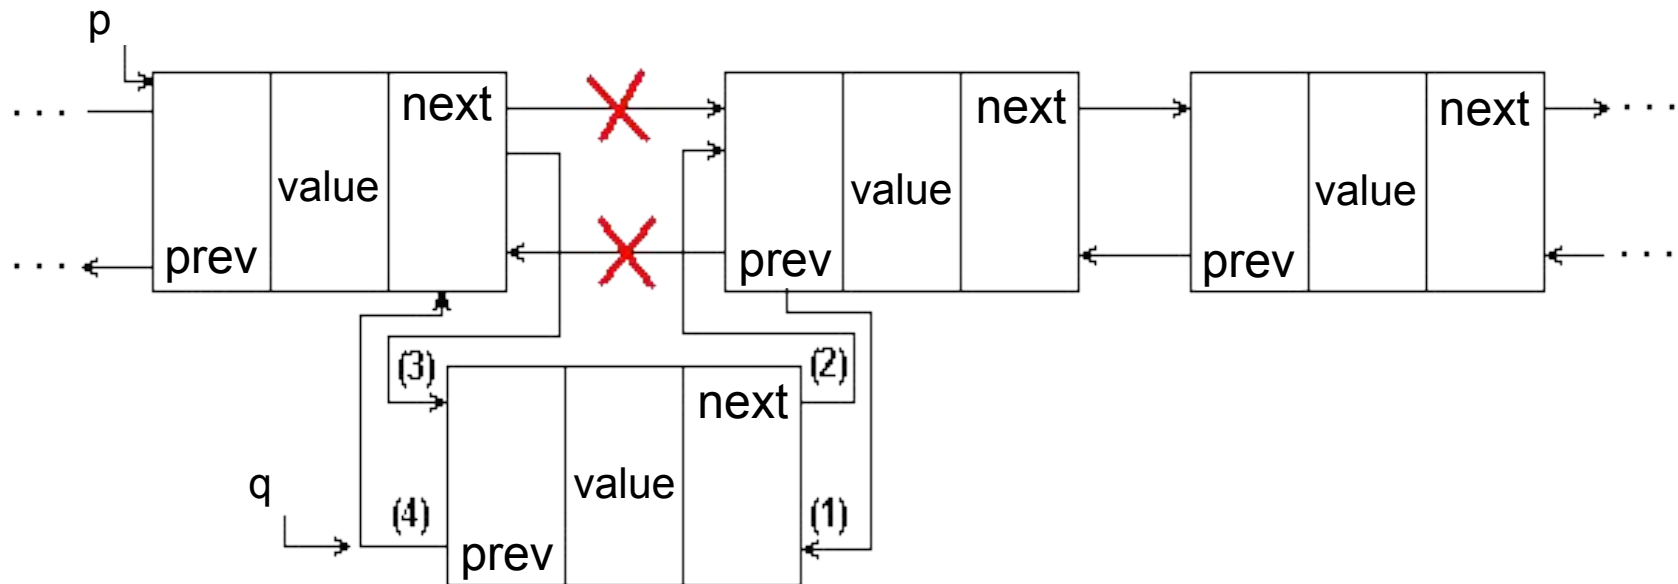 p
... next next next ...
value value value
... prev prev prev ...
(3) (2)
next
q value
(4) (1)
prev